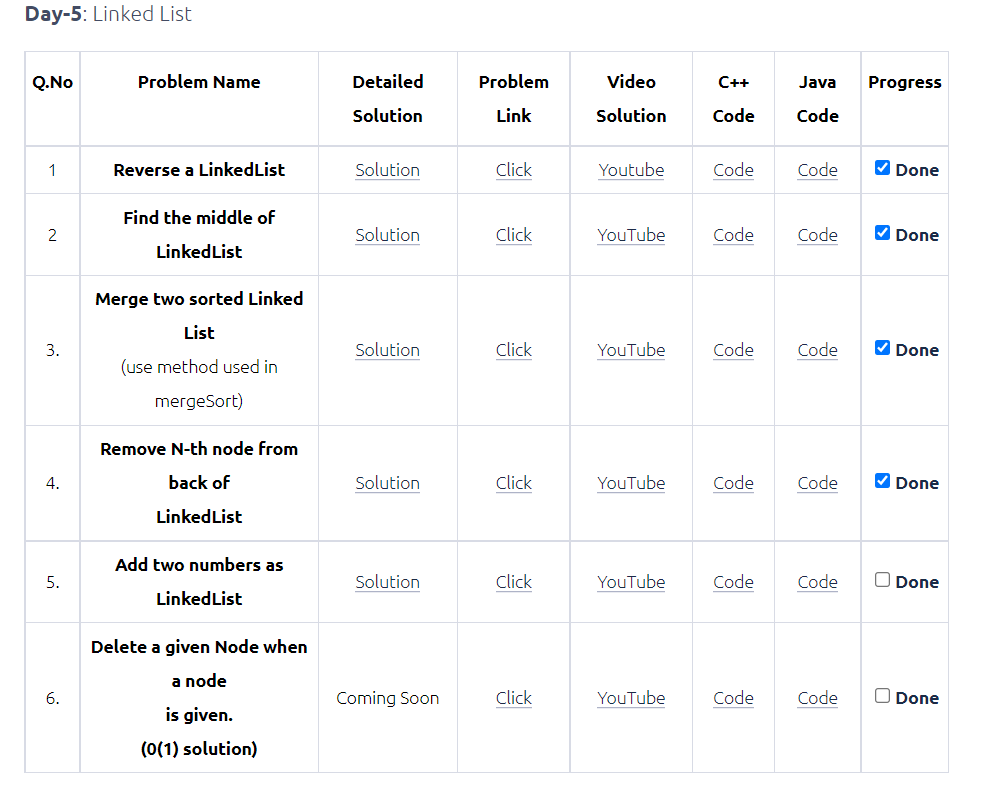 Day-5: Linked List
Q.No Problem Name Detailed Solution Problem Link Video Solution C++ Code Java Code Progress
1 Reverse a LinkedList Solution Click Youtube Code Code Done
2 Find the middle of LinkedList Solution Click YouTube Code Code Done
3. Merge two sorted Linked List (use method used in mergeSort) Solution Click YouTube Code Code Done
4. Remove N-th node from back of LinkedList Solution Click YouTube Code Code Done
5. Add two numbers as LinkedList Solution Click YouTube Code Code Done
6. Delete a given Node when a node is given. (0(1) solution) Coming Soon Click YouTube Code Code Done